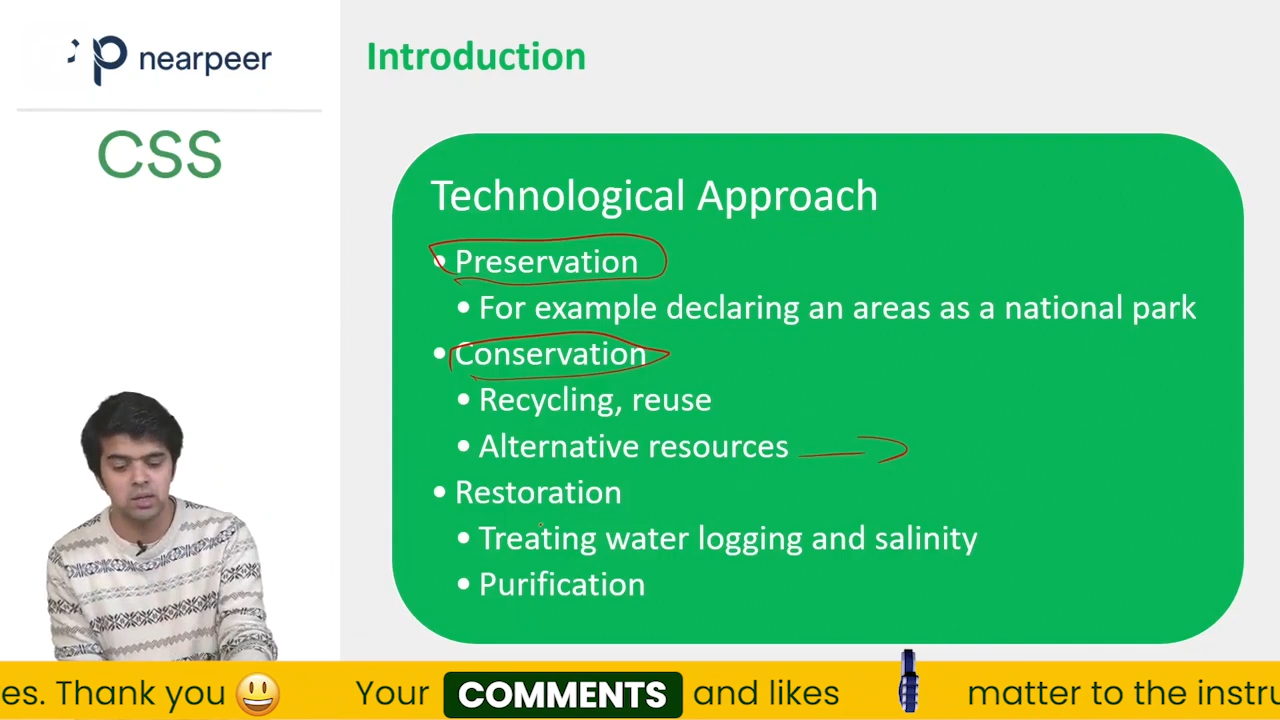 nearpeer
CSS
Introduction
Technological Approach
• Preservation
• For example declaring an areas as a national park
• Conservation
• Recycling, reuse
• Alternative resources
• Restoration
• Treating water logging and salinity
• Purification
es. Thank you 😃 Your COMMENTS and likes matter to the instru